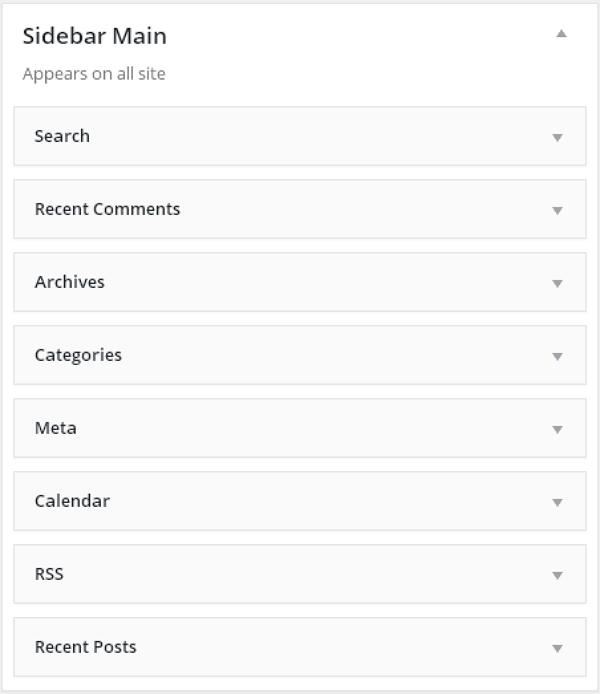 Sidebar Main
Appears on all site
Search
Recent Comments
Archives
Categories
Meta
Calendar
RSS
Recent Posts